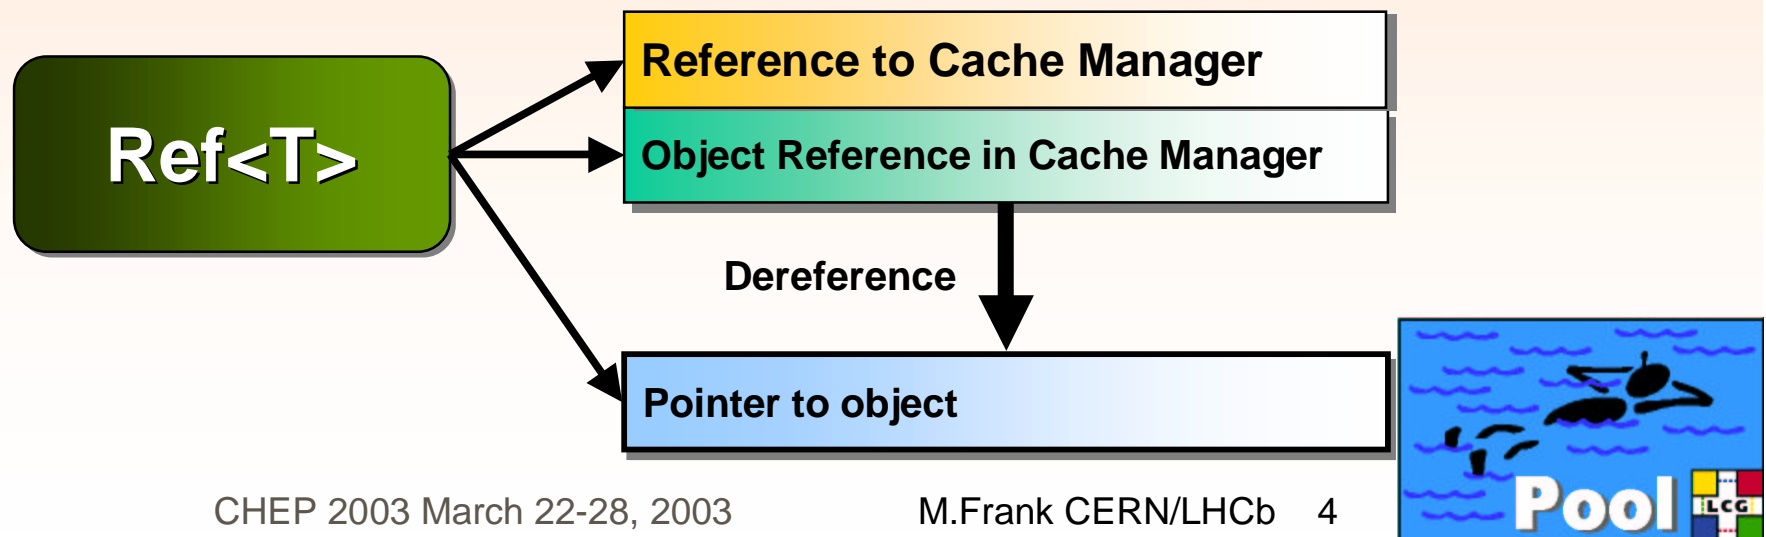 Reference to Cache Manager
Ref<T>
Object Reference in Cache Manager
Dereference
Pointer to object
CHEP 2003 March 22-28, 2003 M.Frank CERN/LHCb 4
Pool
LCG